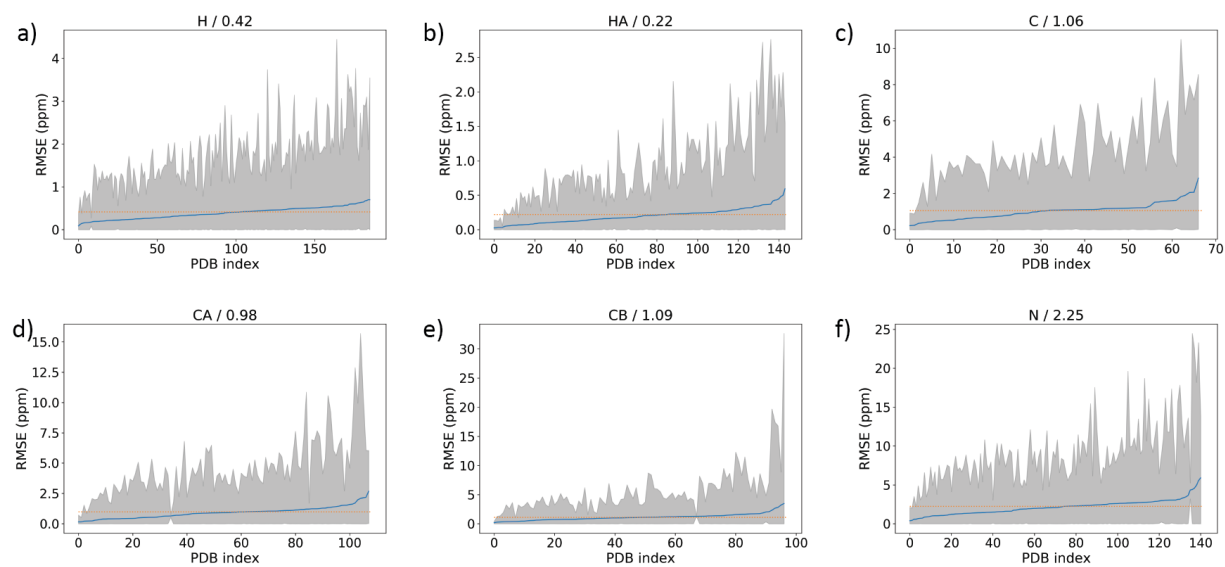 a)
H / 0.42
RMSE (ppm)
4
3
2
1
0
0 50 100 150
PDB index
b)
HA / 0.22
RMSE (ppm)
2.5
2.0
1.5
1.0
0.5
0.0
0 20 40 60 80 100 120 140
PDB index
c)
C / 1.06
RMSE (ppm)
10
8
6
4
2
0
0 10 20 30 40 50 60 70
PDB index
d)
CA / 0.98
RMSE (ppm)
15.0
12.5
10.0
7.5
5.0
2.5
0.0
0 20 40 60 80 100
PDB index
e)
CB / 1.09
RMSE (ppm)
30
25
20
15
10
5
0
0 20 40 60 80 100
PDB index
f)
N / 2.25
RMSE (ppm)
25
20
15
10
5
0
0 20 40 60 80 100 120 140
PDB index